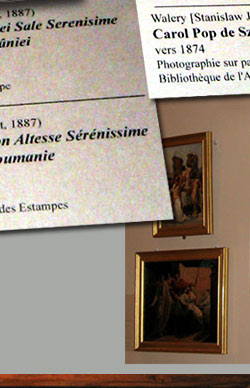 , 1887)
ei Sale Serenisime
âniei
pe
t, 1887)
on Altesse Sérénissime
oumanie
des Estampes
Walery [Stanisław J
Carol Pop de Sz
vers 1874
Photographie sur pa
Bibliothèque de l'A